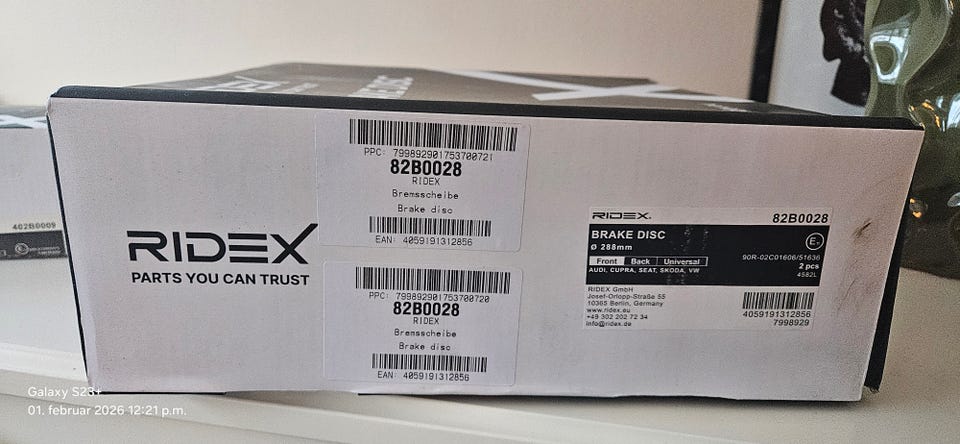 402B0009
RIDEX
PARTS YOU CAN TRUST
PPC: 799892901753700721
82B0028
RIDEX
Bremsscheibe
Brake disc
EAN: 4059191312856
PPC: 799892901753700720
82B0028
RIDEX
Bremsscheibe
Brake disc
EAN: 4059191312856
RIDEX. 82B0028
BRAKE DISC
Ø 288mm
90R-02C01606/51636
Front Back Universal
2 pcs
AUDI, CUPRA, SEAT, SKODA, VW
4582L
RIDEX GmbH
Josef-Orlopp-Straße 55
10365 Berlin, Germany
www.ridex.eu
+49 302 202 72 34
info@ridex.de
4059191312856
7998929
Galaxy S23+
01. februar 2026 12:21 p.m.